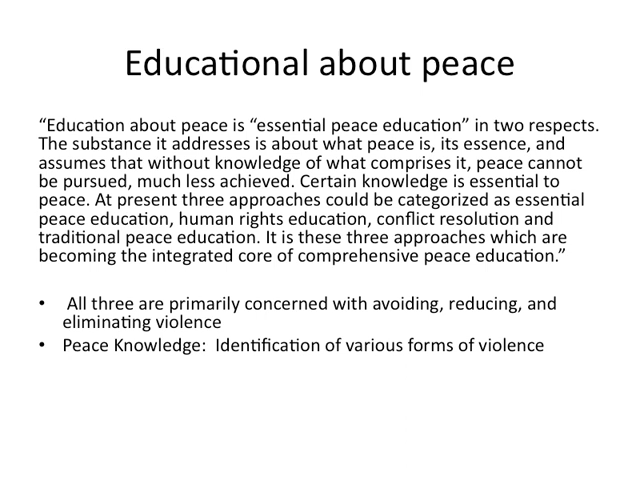 Educational about peace
“Education about peace is “essential peace education” in two respects.
The substance it addresses is about what peace is, its essence, and
assumes that without knowledge of what comprises it, peace cannot
be pursued, much less achieved. Certain knowledge is essential to
peace. At present three approaches could be categorized as essential
peace education, human rights education, conflict resolution and
traditional peace education. It is these three approaches which are
becoming the integrated core of comprehensive peace education.”
• All three are primarily concerned with avoiding, reducing, and
eliminating violence
• Peace Knowledge: Identification of various forms of violence